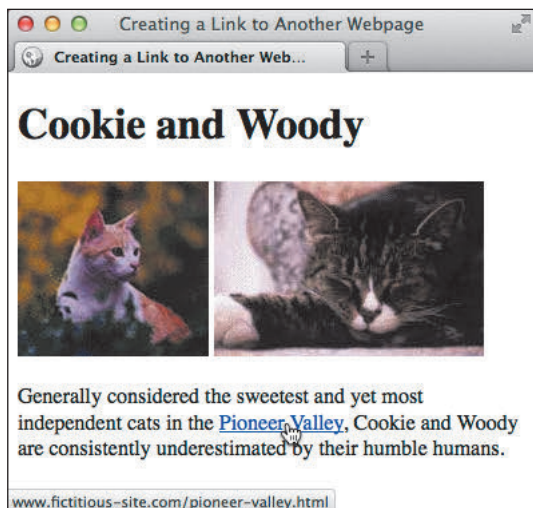 Creating a Link to Another Webpage
Creating a Link to Another Web...
Cookie and Woody
Generally considered the sweetest and yet most
independent cats in the Pioneer Valley, Cookie and Woody
are consistently underestimated by their humble humans.
www.fictitious-site.com/pioneer-valley.html